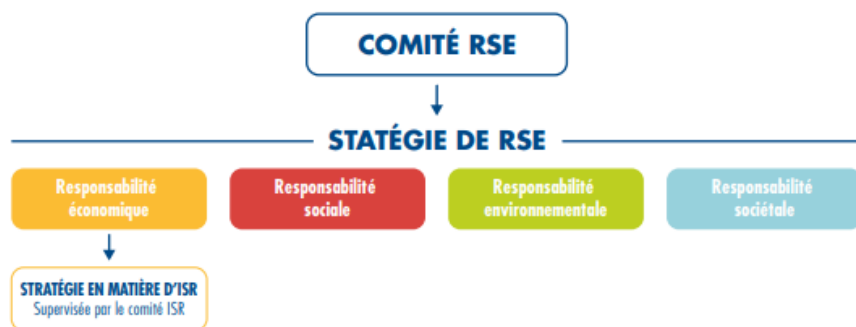 COMITÉ RSE
STATÉGIE DE RSE
Responsabilité
économique
Responsabilité
sociale
Responsabilité
environnementale
Responsabilité
sociétale
STRATÉGIE EN MATIÈRE D'ISR
Supervisée par le comité ISR